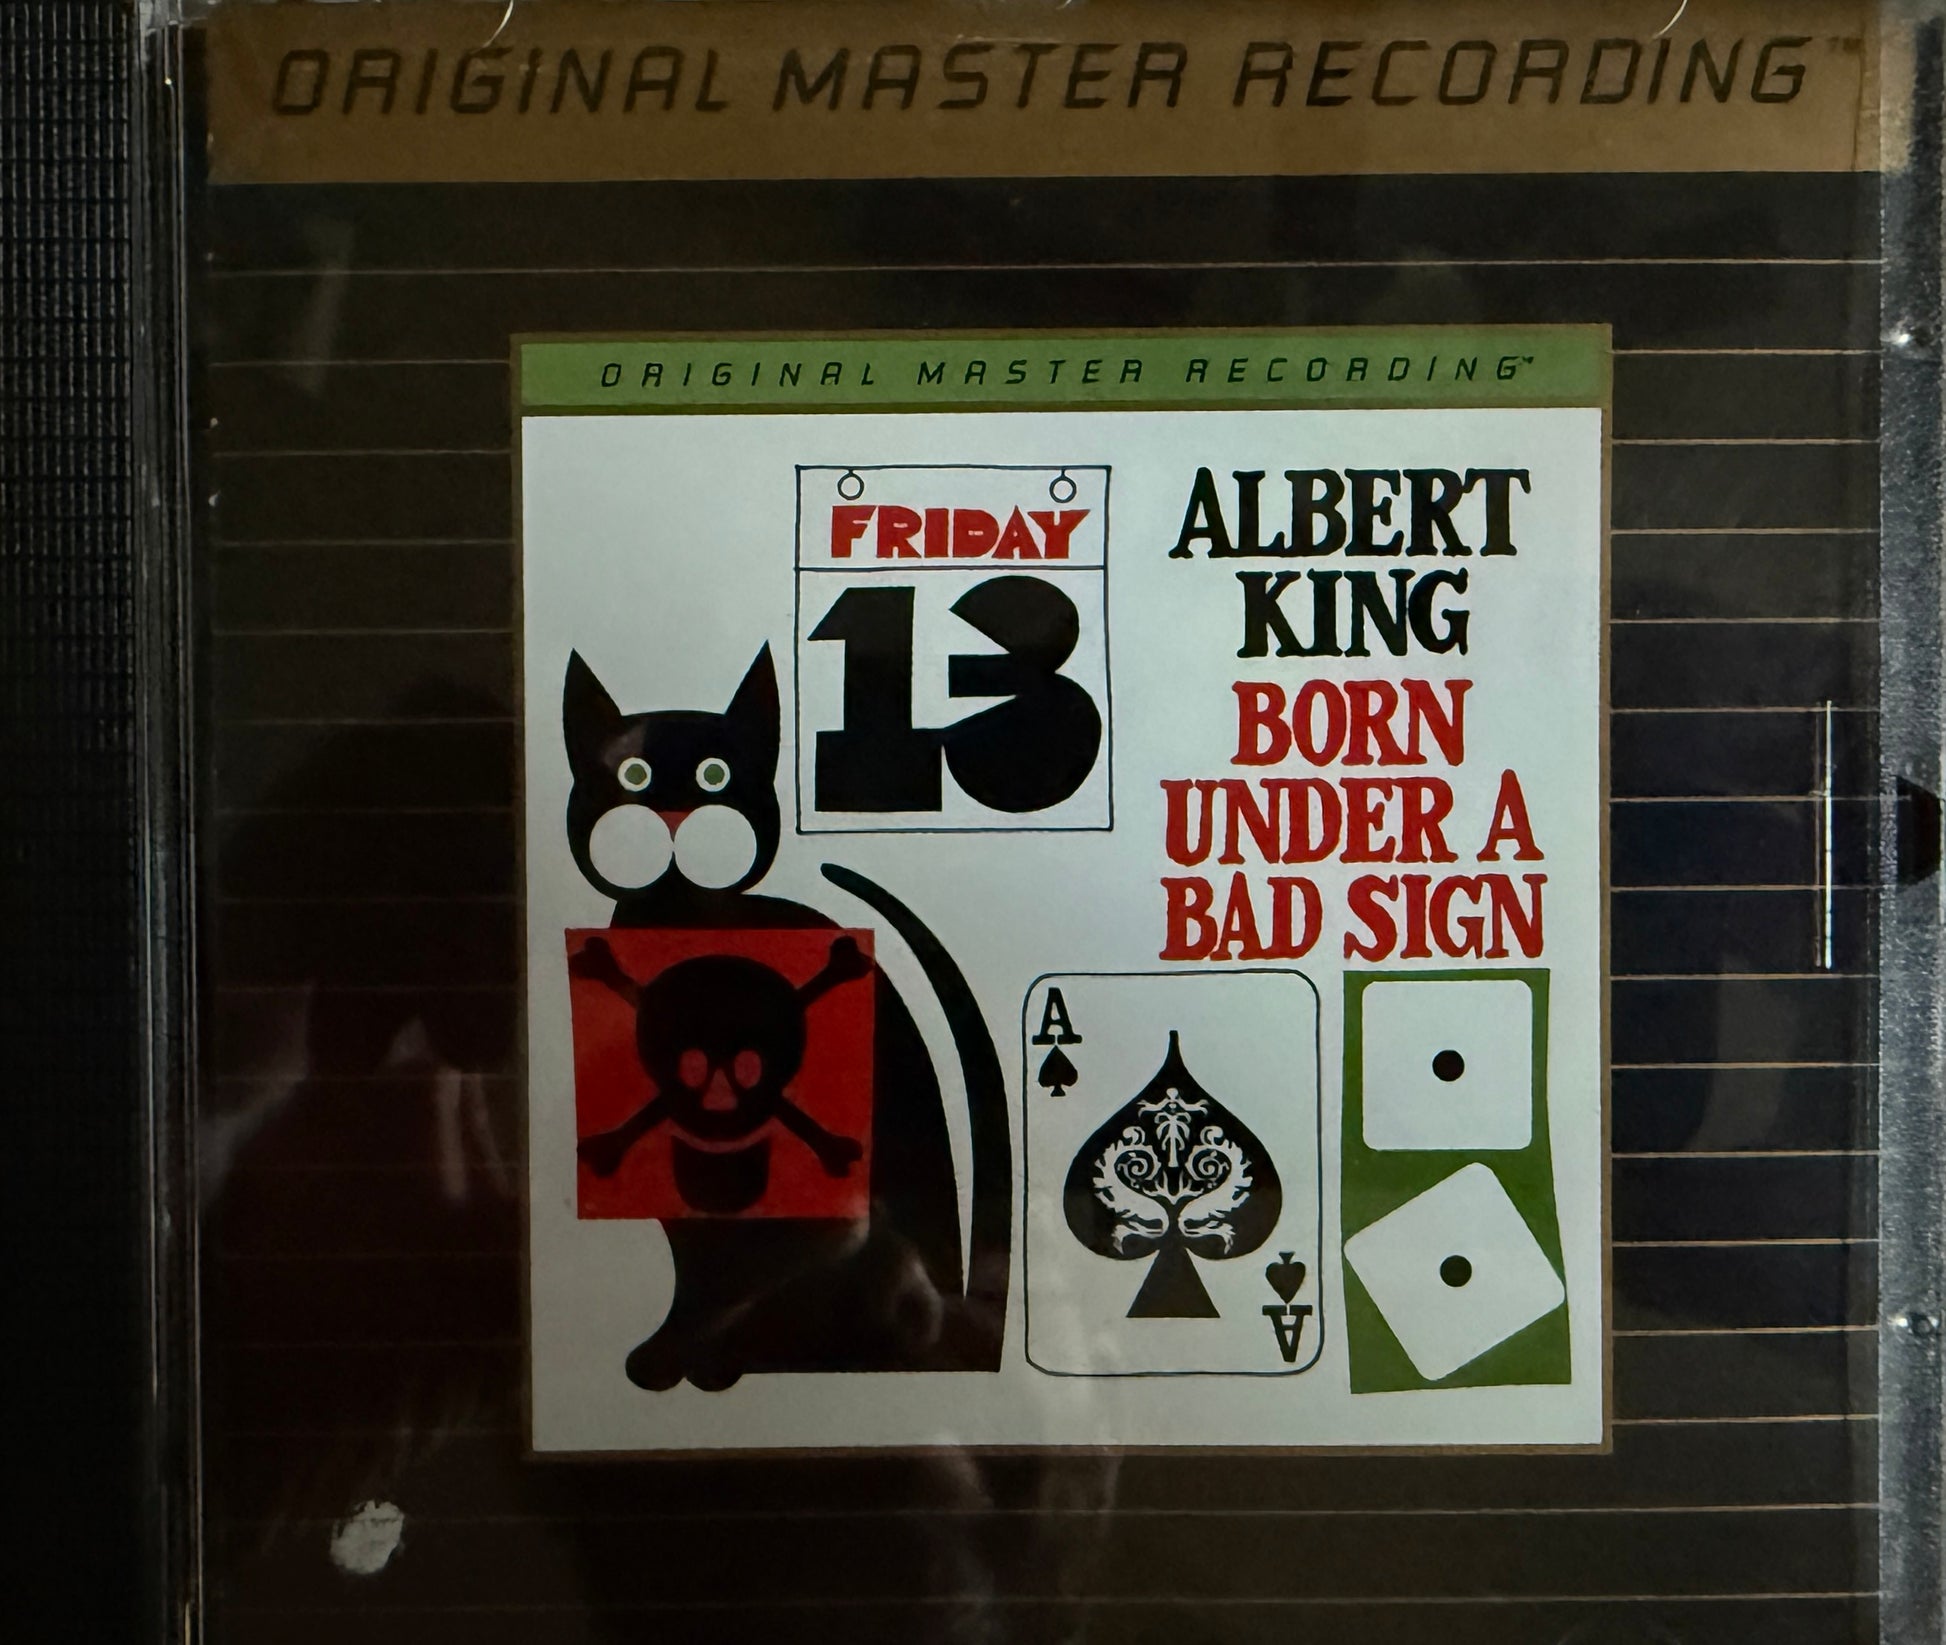 ORIGINAL MASTER RECORDING™
ORIGINAL MASTER RECORDING™
FRIDAY
13
ALBERT
KING
BORN
UNDER A
BAD SIGN
A
A